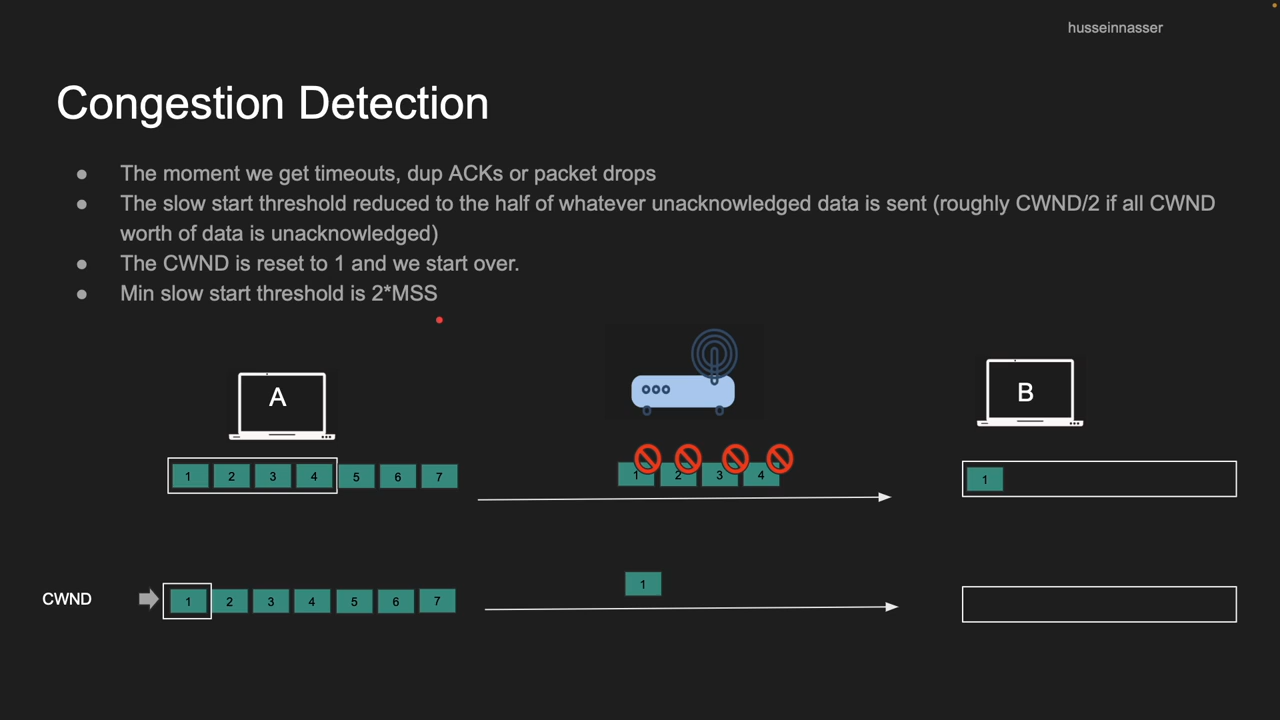 husseinnasser
Congestion Detection
● The moment we get timeouts, dup ACKs or packet drops
● The slow start threshold reduced to the half of whatever unacknowledged data is sent (roughly CWND/2 if all CWND
worth of data is unacknowledged)
● The CWND is reset to 1 and we start over.
● Min slow start threshold is 2*MSS
A
B
1 2 3 4 5 6 7
1 2 3 4
1
CWND
1 2 3 4 5 6 7
1